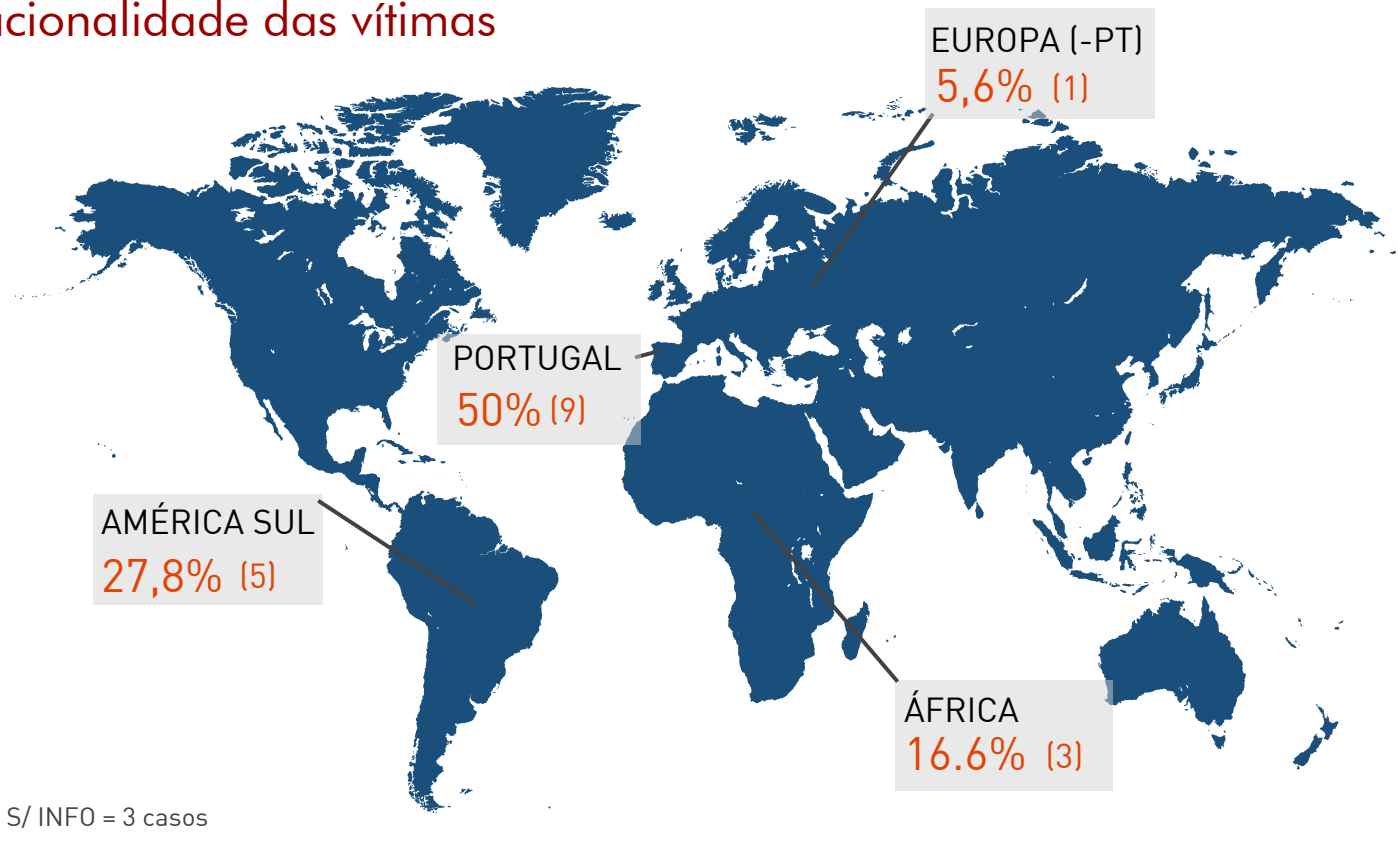 acionalidade das vítimas
EUROPA (-PT)
5,6% (1)
PORTUGAL
50% (9)
AMÉRICA SUL
27,8% (5)
ÁFRICA
16.6% (3)
S/ INFO = 3 casos